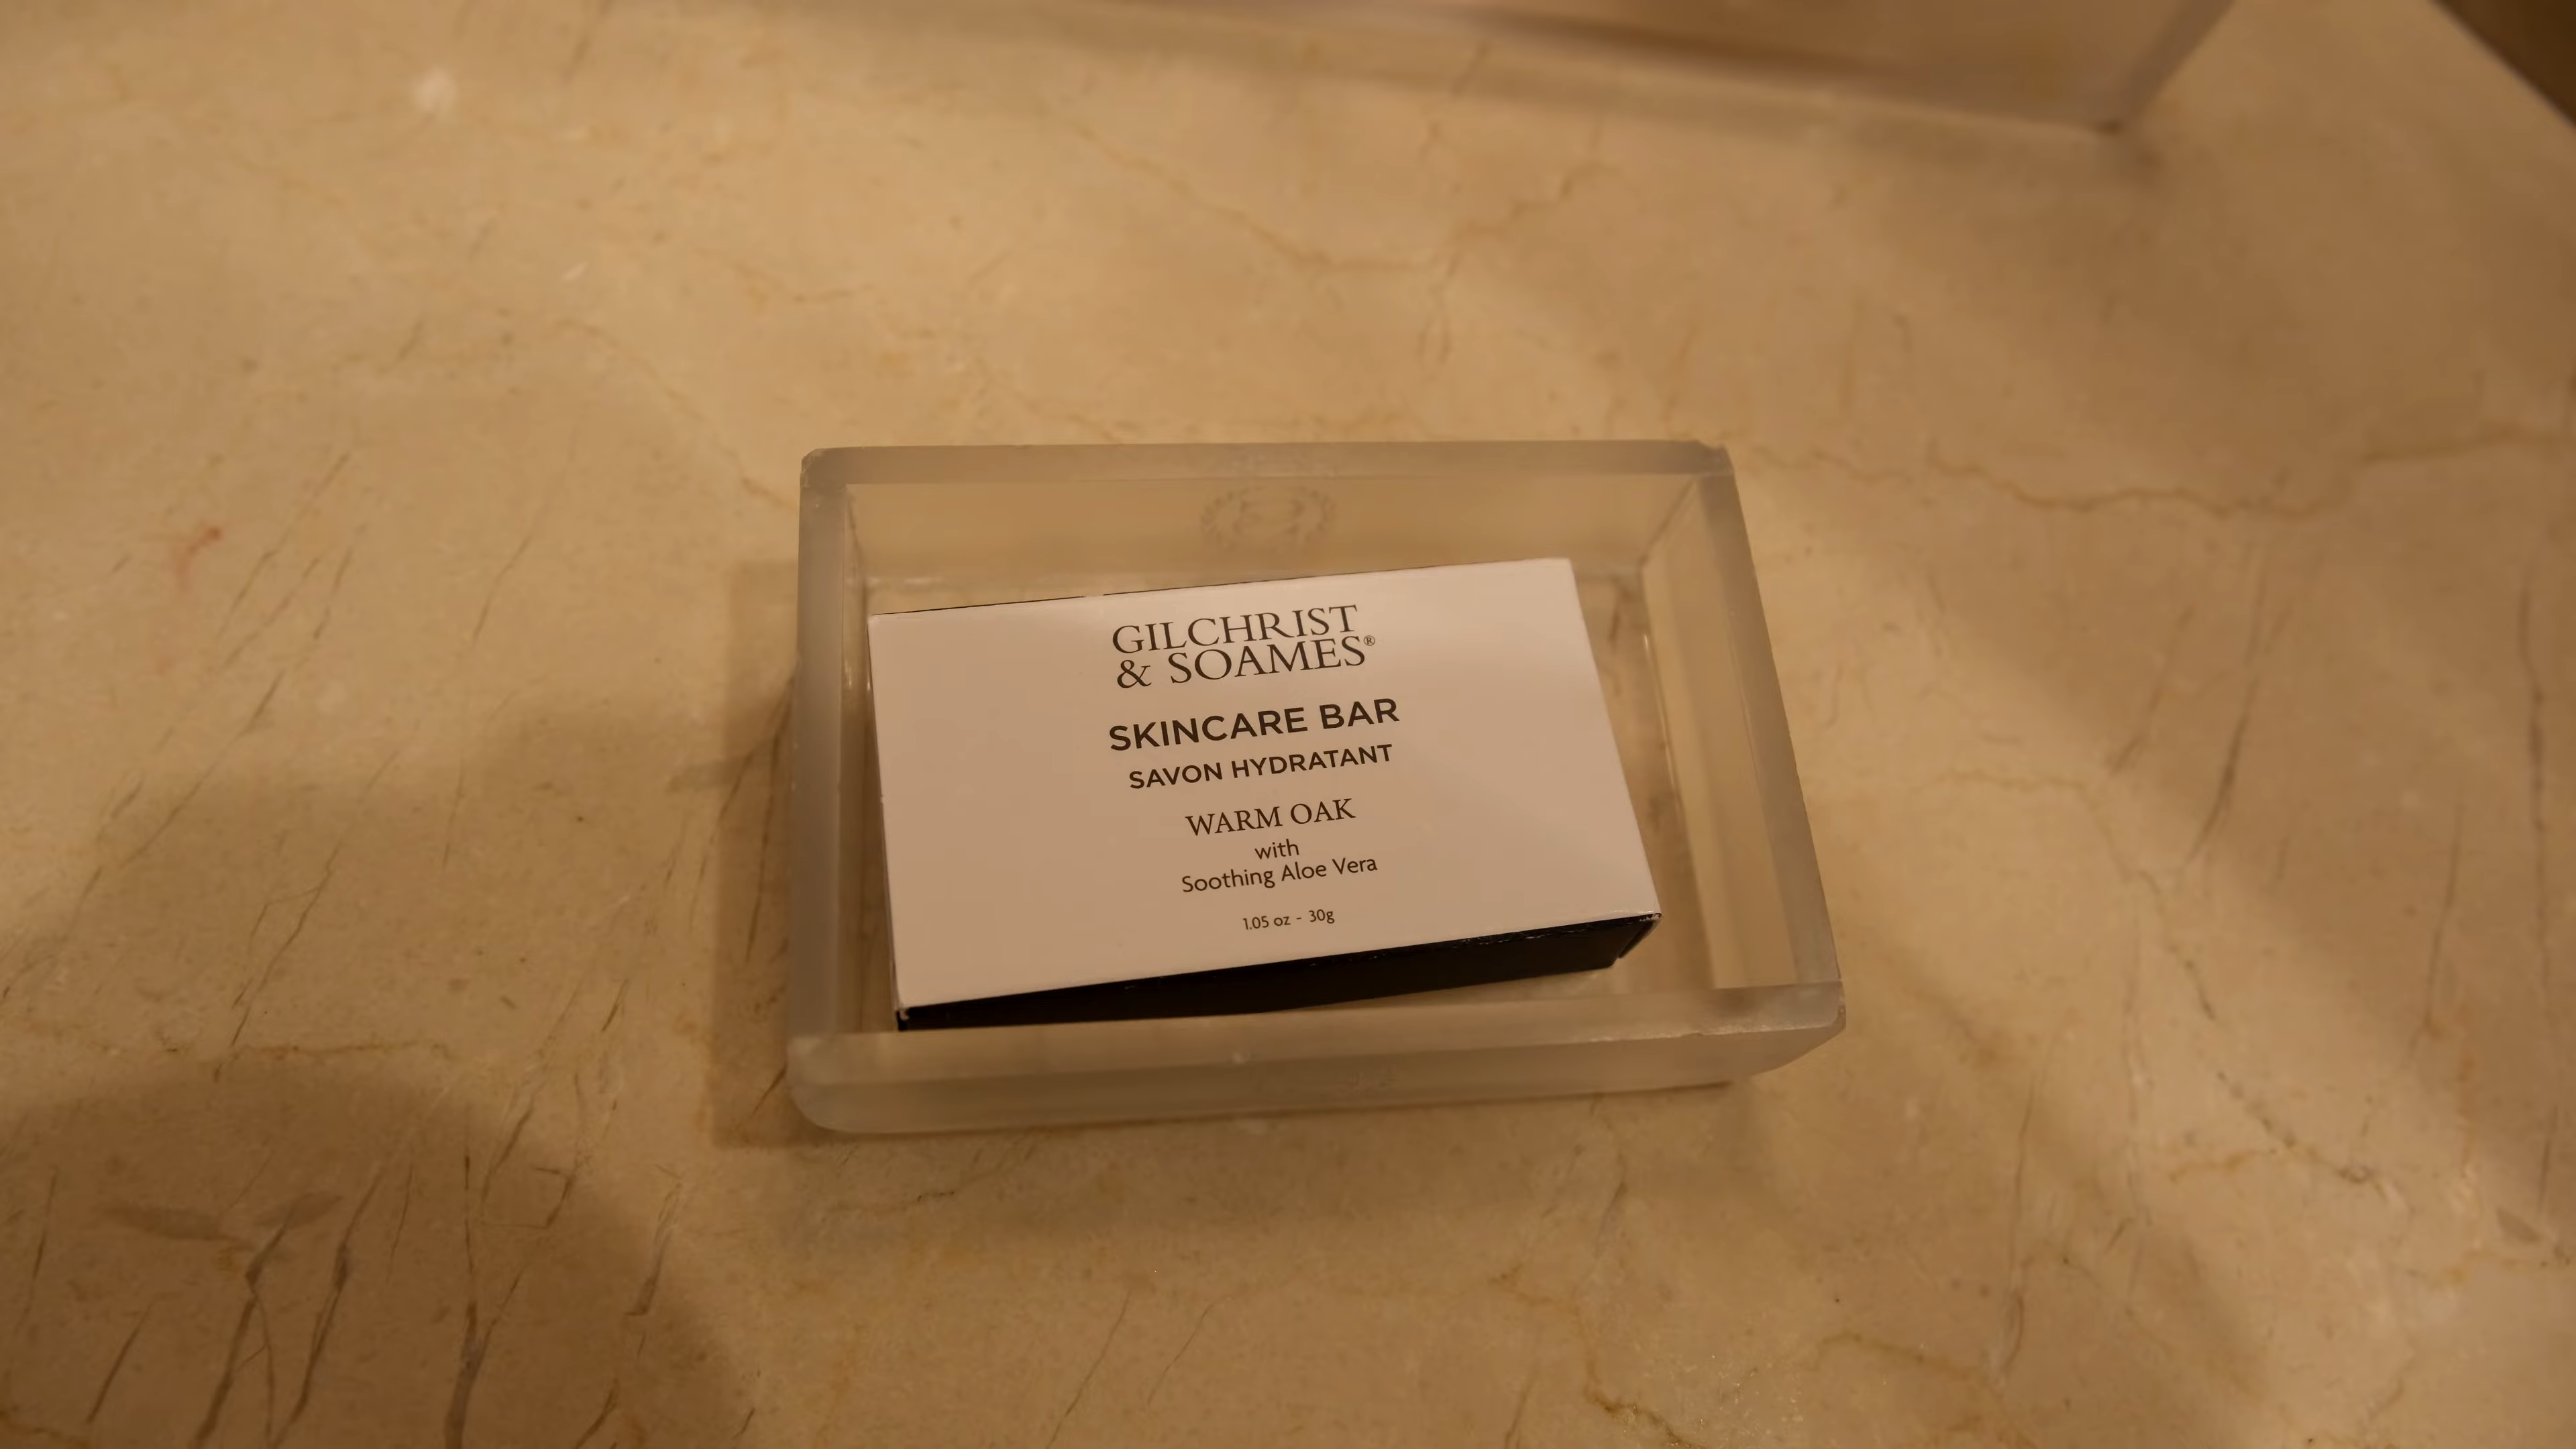 GILCHRIST
& SOAMES®
SKINCARE BAR
SAVON HYDRATANT
WARM OAK
with
Soothing Aloe Vera
1.05 oz - 30g